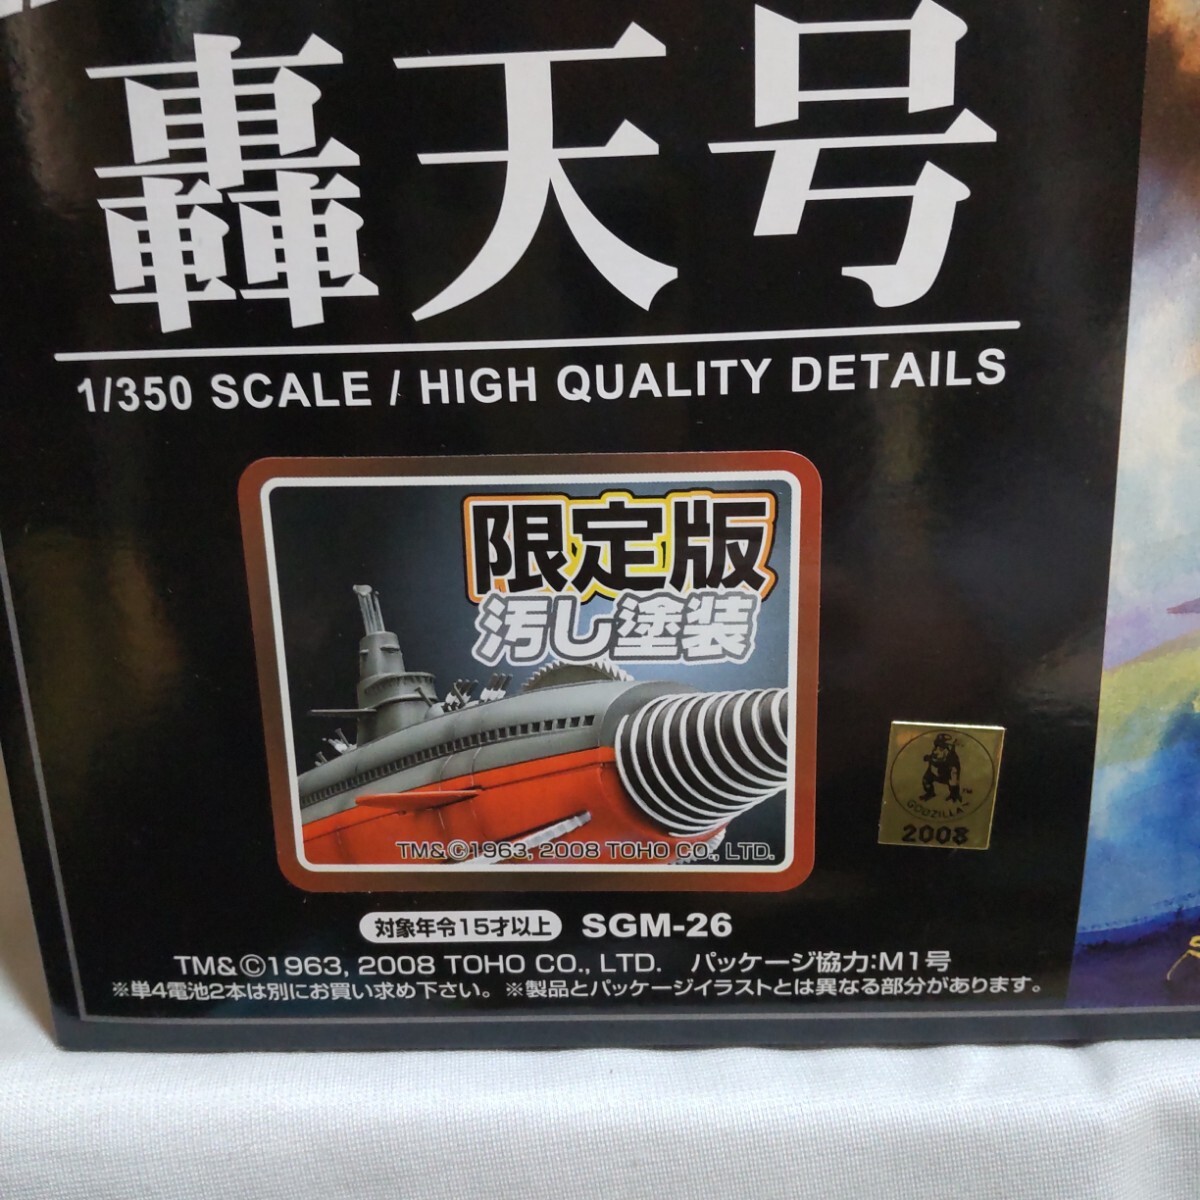 轟天号
1/350 SCALE / HIGH QUALITY DETAILS
限定版
汚し塗装
TM&©1963, 2008 TOHO CO., LTD.
GODZILLA™
2008
対象年令15才以上 SGM-26
TM&©1963, 2008 TOHO CO., LTD. パッケージ協力:M1号
※単4電池2本は別にお買い求め下さい。 ※製品とパッケージイラストとは異なる部分があります。